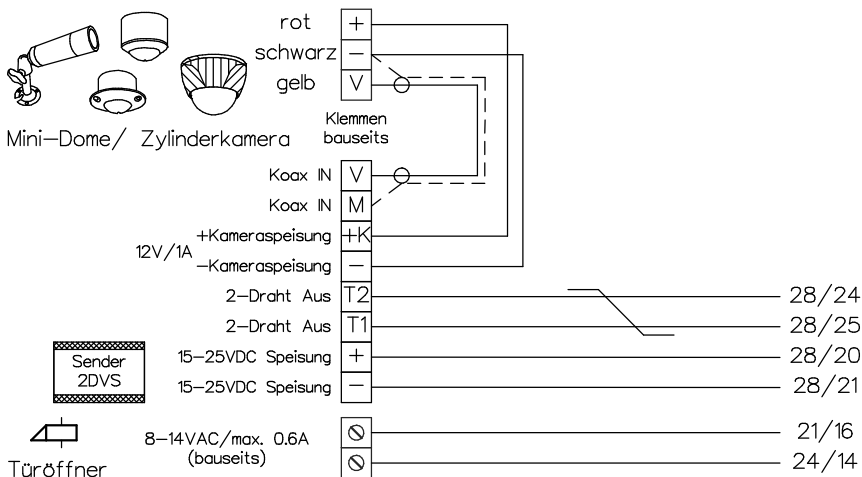 rot +
schwarz −
gelb V
Mini−Dome/ Zylinderkamera
Klemmen
bauseits
Koax IN V
Koax IN M
12V/1A
+Kameraspeisung +K
−Kameraspeisung −
2−Draht Aus T2 28/24
2−Draht Aus T1 28/25
Sender
2DVS
15−25VDC Speisung + 28/20
15−25VDC Speisung − 28/21
Türöffner
8−14VAC/max. 0.6A
(bauseits)
21/16
24/14